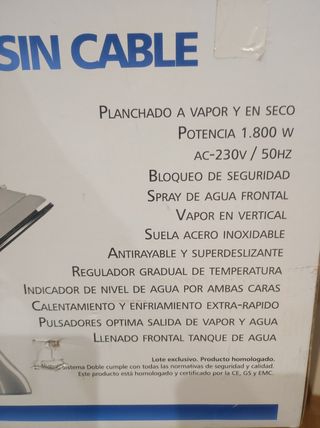 SIN CABLE
PLANCHADO A VAPOR Y EN SECO
POTENCIA 1.800 W
AC-230V / 50HZ
BLOQUEO DE SEGURIDAD
SPRAY DE AGUA FRONTAL
VAPOR EN VERTICAL
SUELA ACERO INOXIDABLE
ANTIRAYABLE Y SUPERDESLIZANTE
REGULADOR GRADUAL DE TEMPERATURA
INDICADOR DE NIVEL DE AGUA POR AMBAS CARAS
CALENTAMIENTO Y ENFRIAMIENTO EXTRA-RAPIDO
PULSADORES OPTIMA SALIDA DE VAPOR Y AGUA
LLENADO FRONTAL TANQUE DE AGUA
Lote exclusivo. Producto homologado.
Sistema Doble cumple con todas las normativas de seguridad y calidad.
Este producto está homologado y certificado por la CE, GS y EMC.